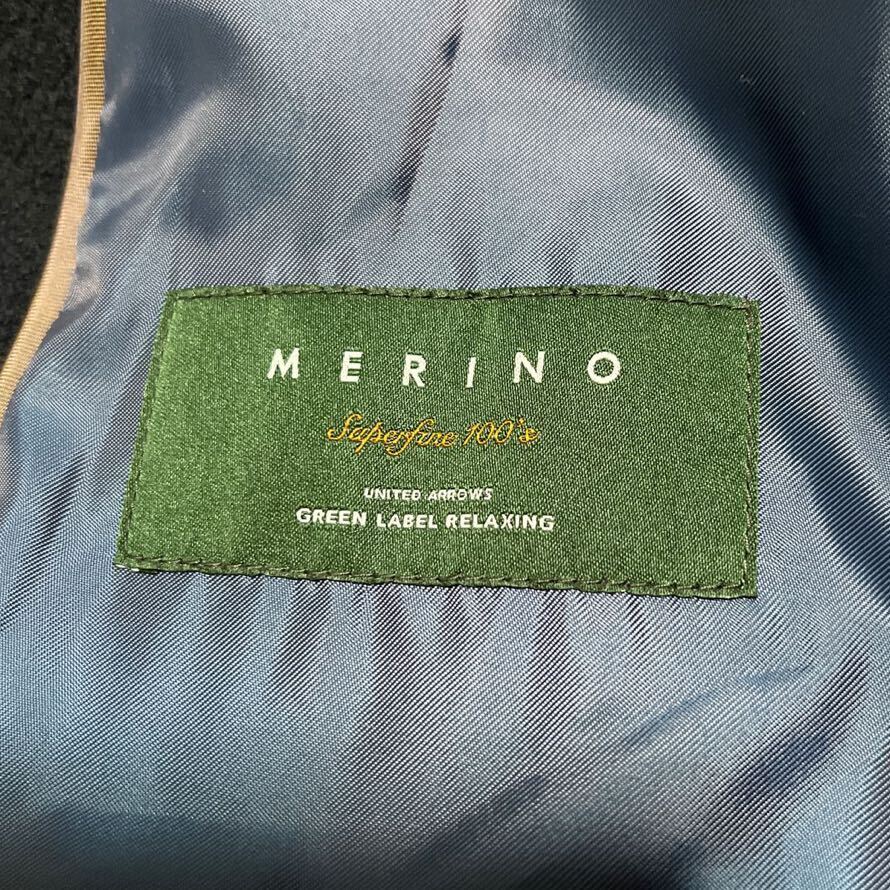 MERINO
Superfine 100's
UNITED ARROWS
GREEN LABEL RELAXING